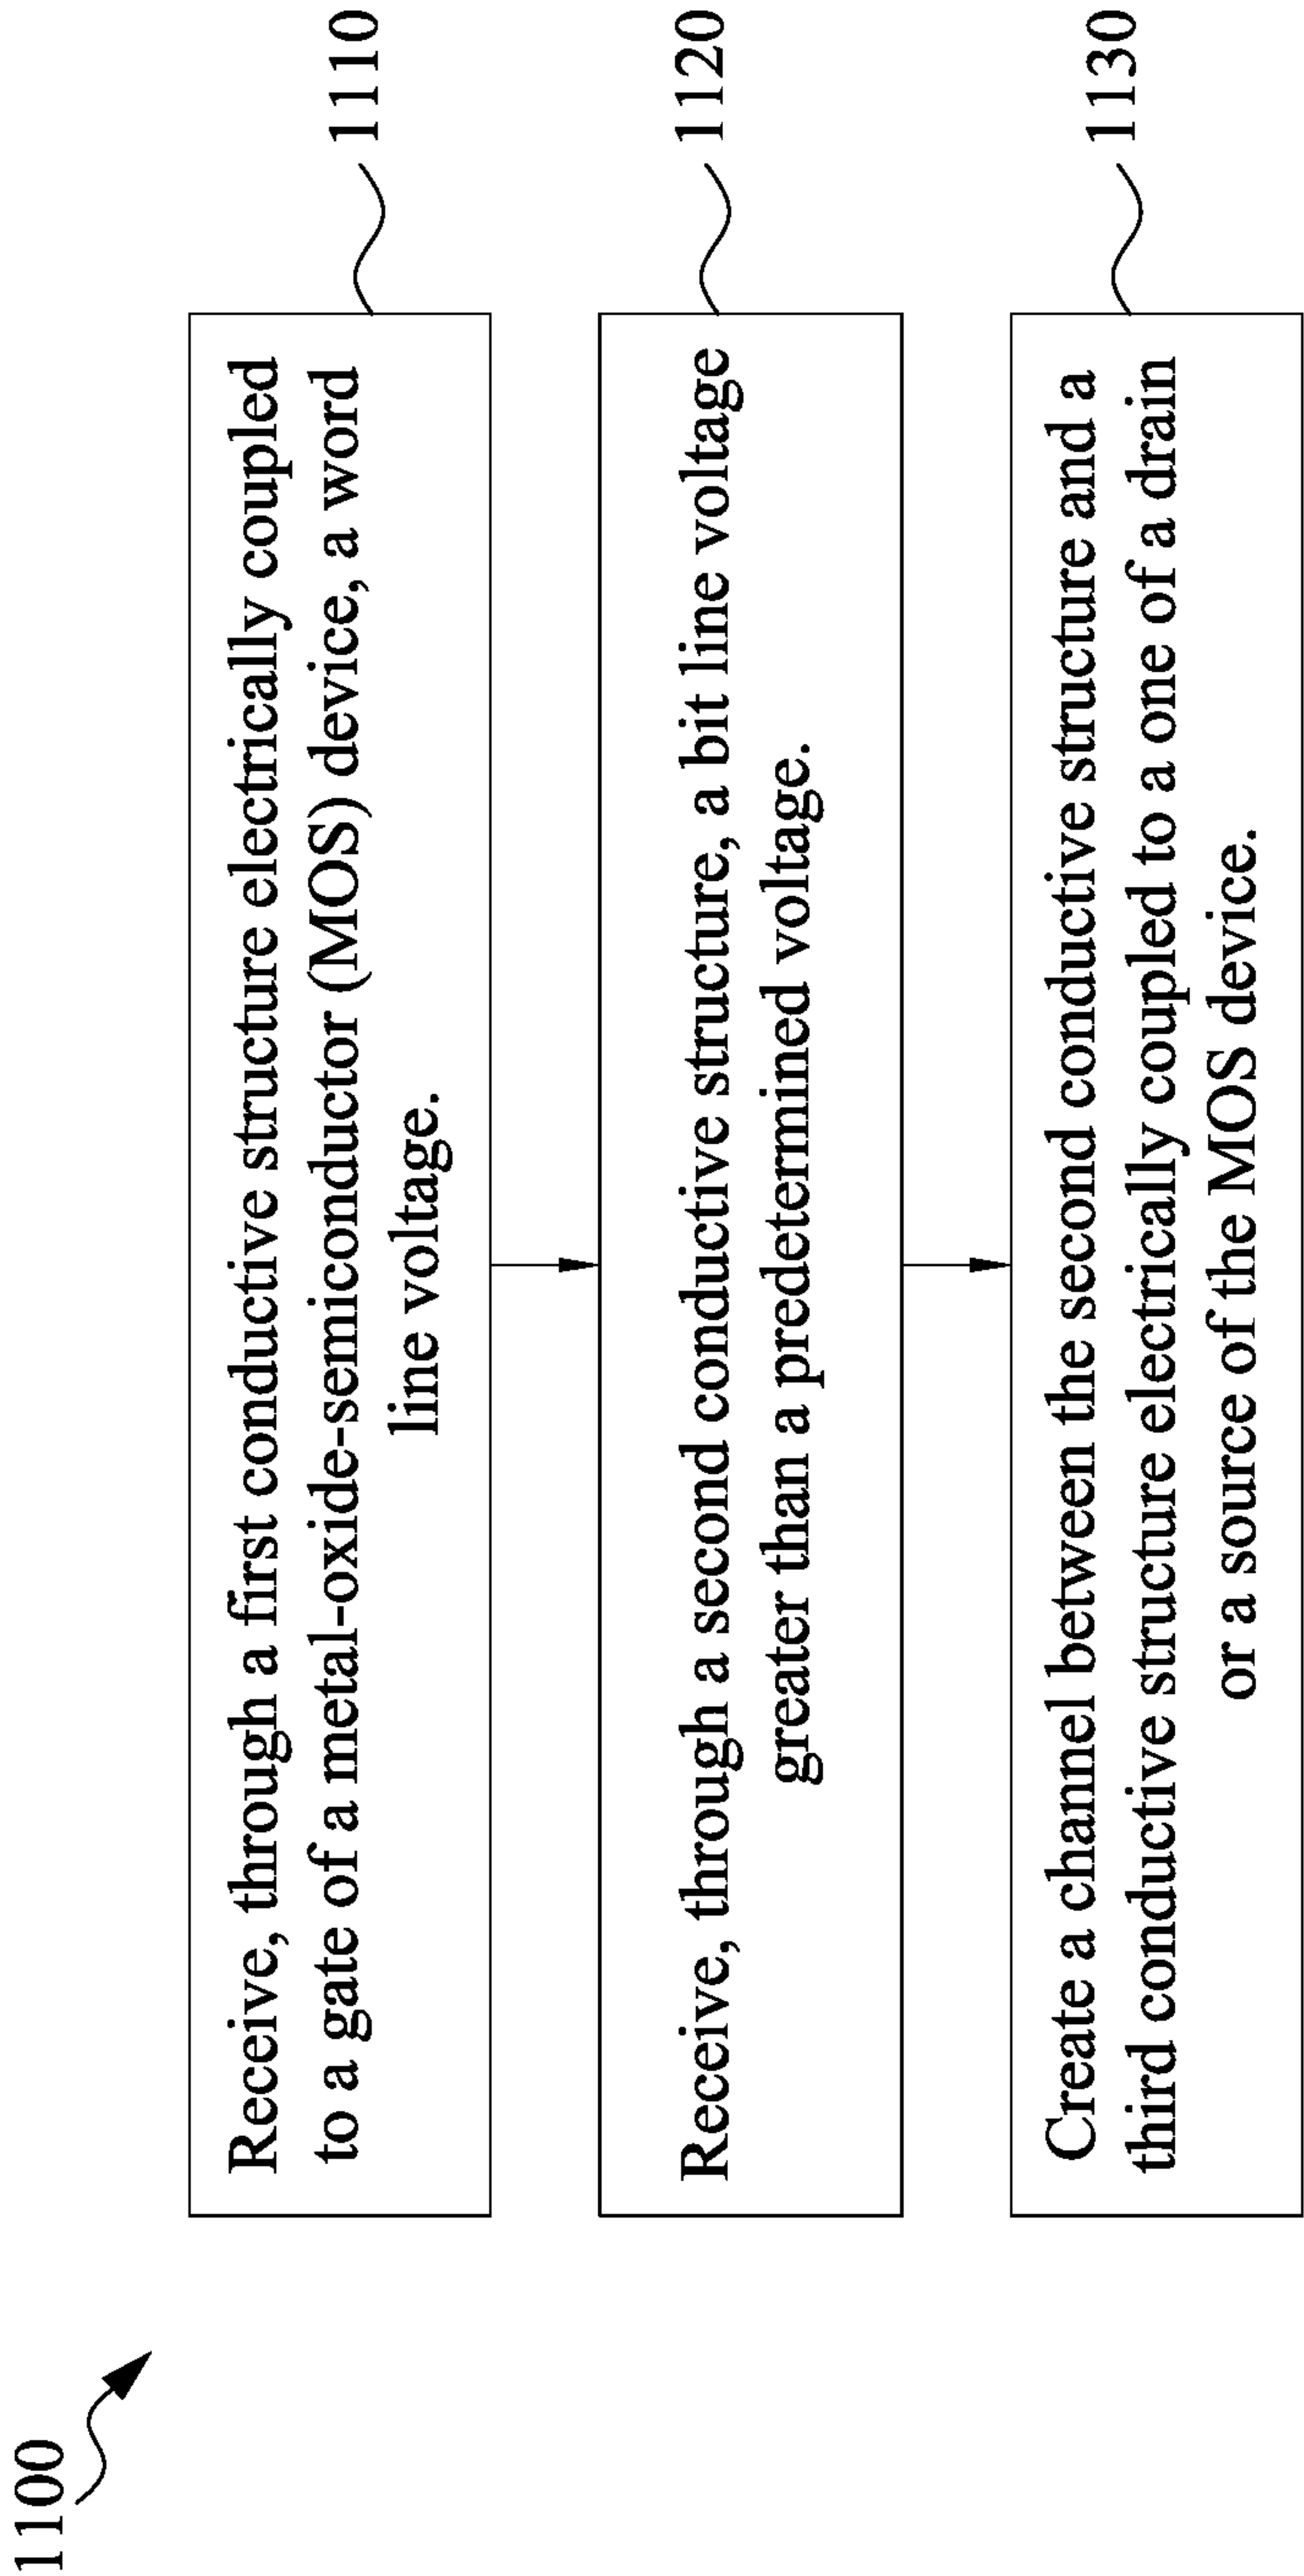 1100
Receive, through a first conductive structure electrically coupled
to a gate of a metal-oxide-semiconductor (MOS) device, a word
line voltage.
1110
Receive, through a second conductive structure, a bit line voltage
greater than a predetermined voltage.
1120
Create a channel between the second conductive structure and a
third conductive structure electrically coupled to a one of a drain
or a source of the MOS device.
1130